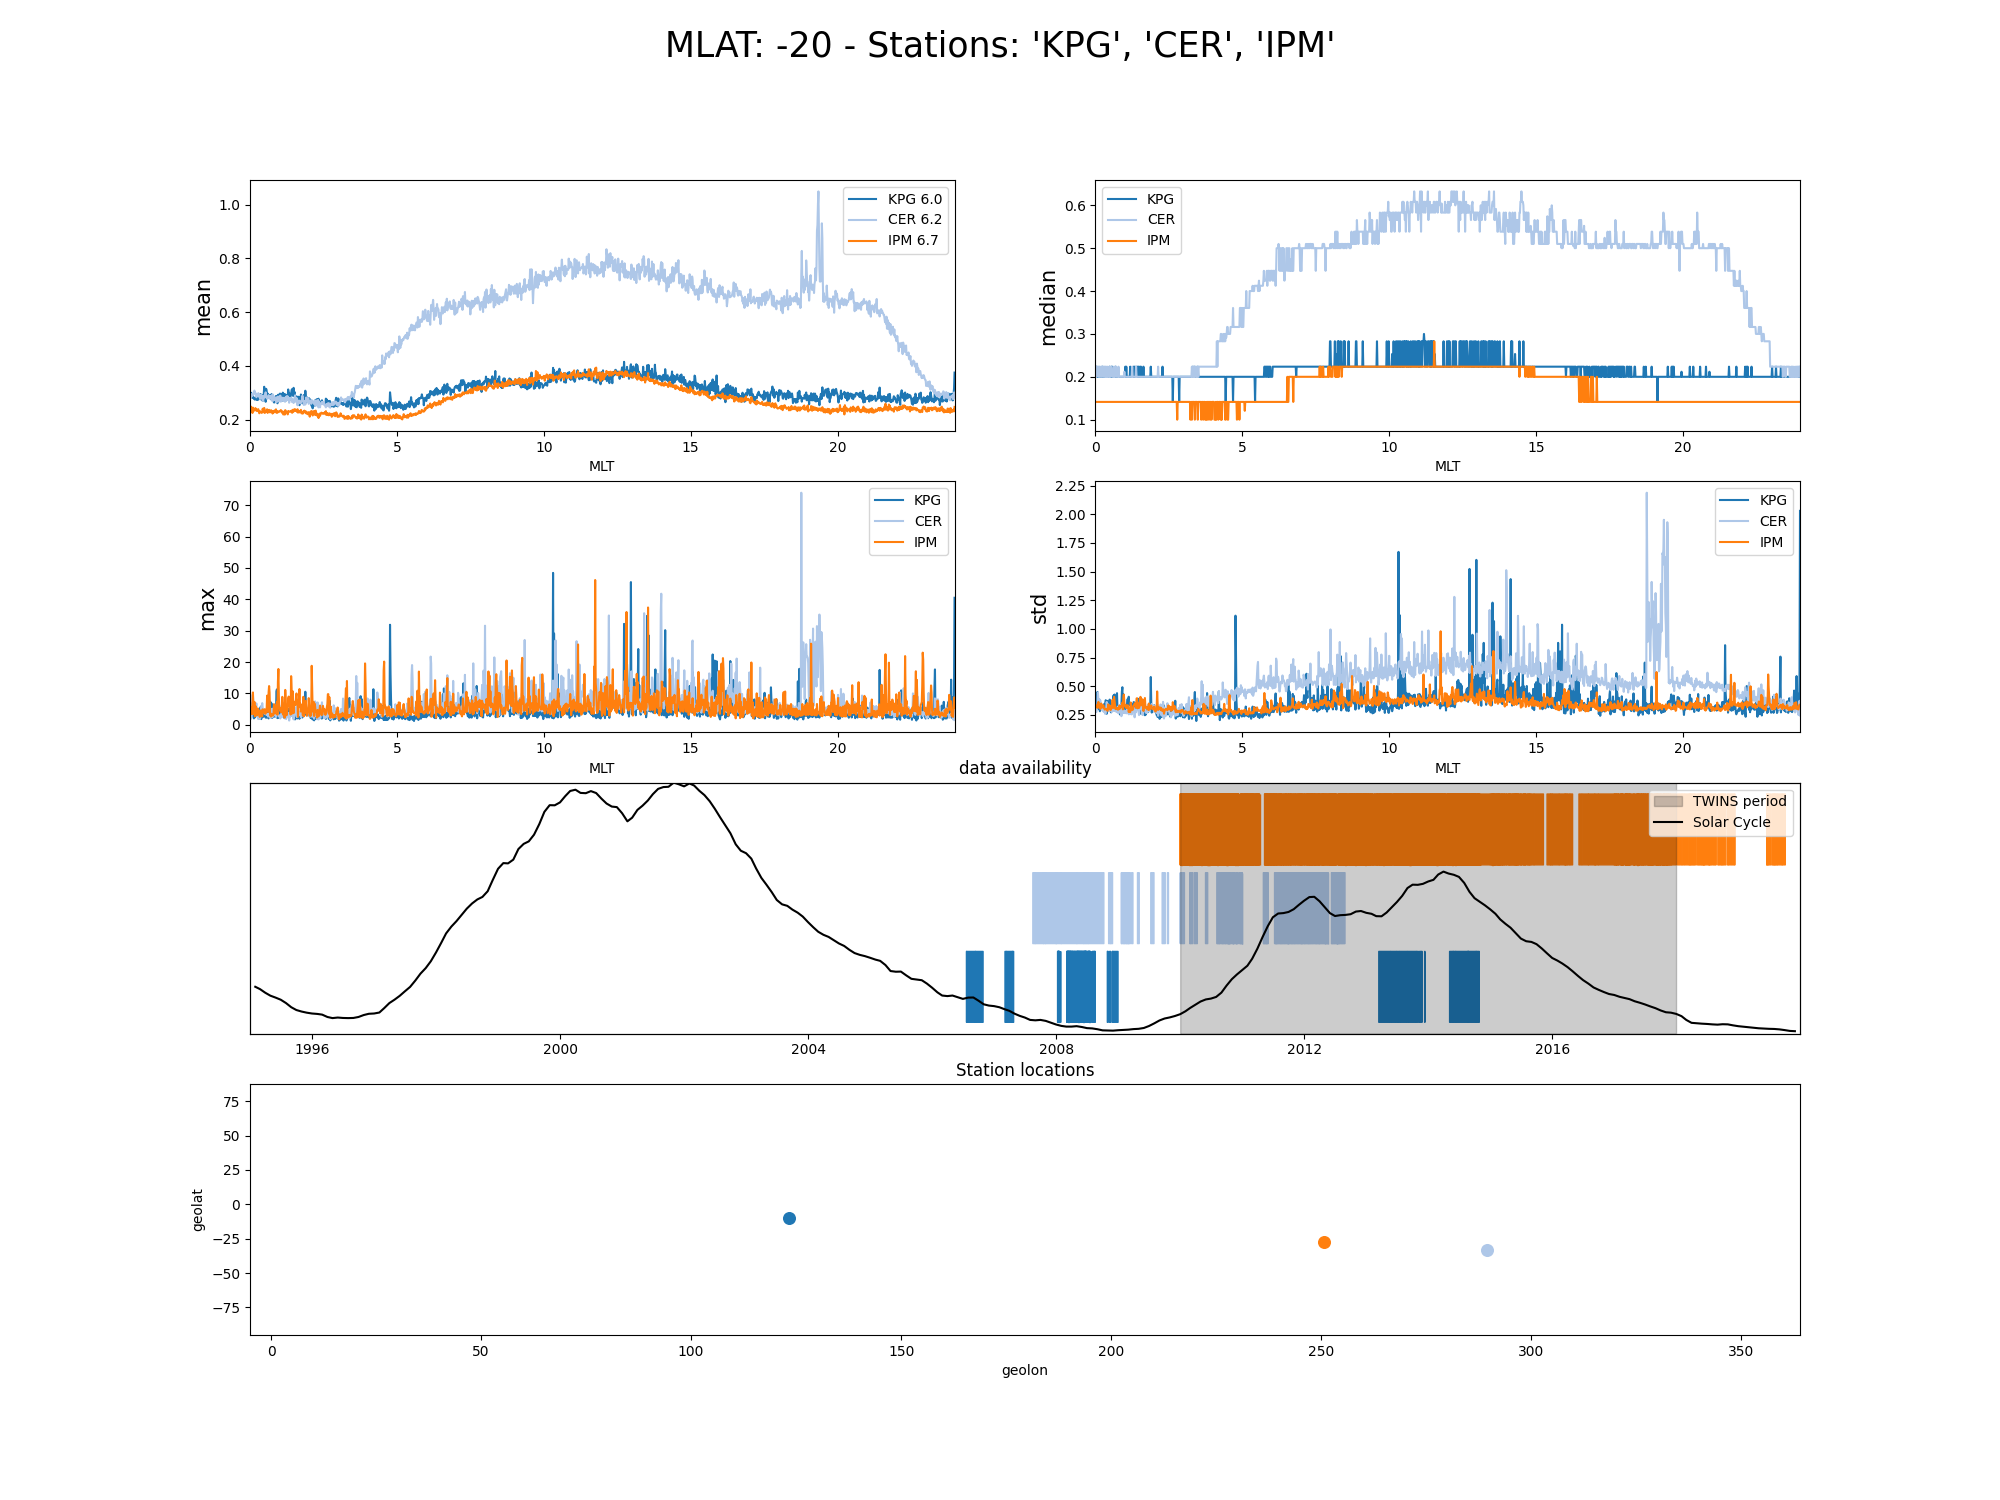 MLAT: -20 - Stations: 'KPG', 'CER', 'IPM'
mean
1.0
0.8
0.6
0.4
0.2
0 5 10 15 20
MLT
KPG 6.0
CER 6.2
IPM 6.7
median
0.6
0.5
0.4
0.3
0.2
0.1
0 5 10 15 20
MLT
KPG
CER
IPM
max
70
60
50
40
30
20
10
0
0 5 10 15 20
MLT
KPG
CER
IPM
std
2.25
2.00
1.75
1.50
1.25
1.00
0.75
0.50
0.25
0 5 10 15 20
MLT
KPG
CER
IPM
data availability
TWINS period
Solar Cycle
1996 2000 2004 2008 2012 2016
Station locations
geolat
75
50
25
0
−25
−50
−75
0 50 100 150 200 250 300 350
geolon